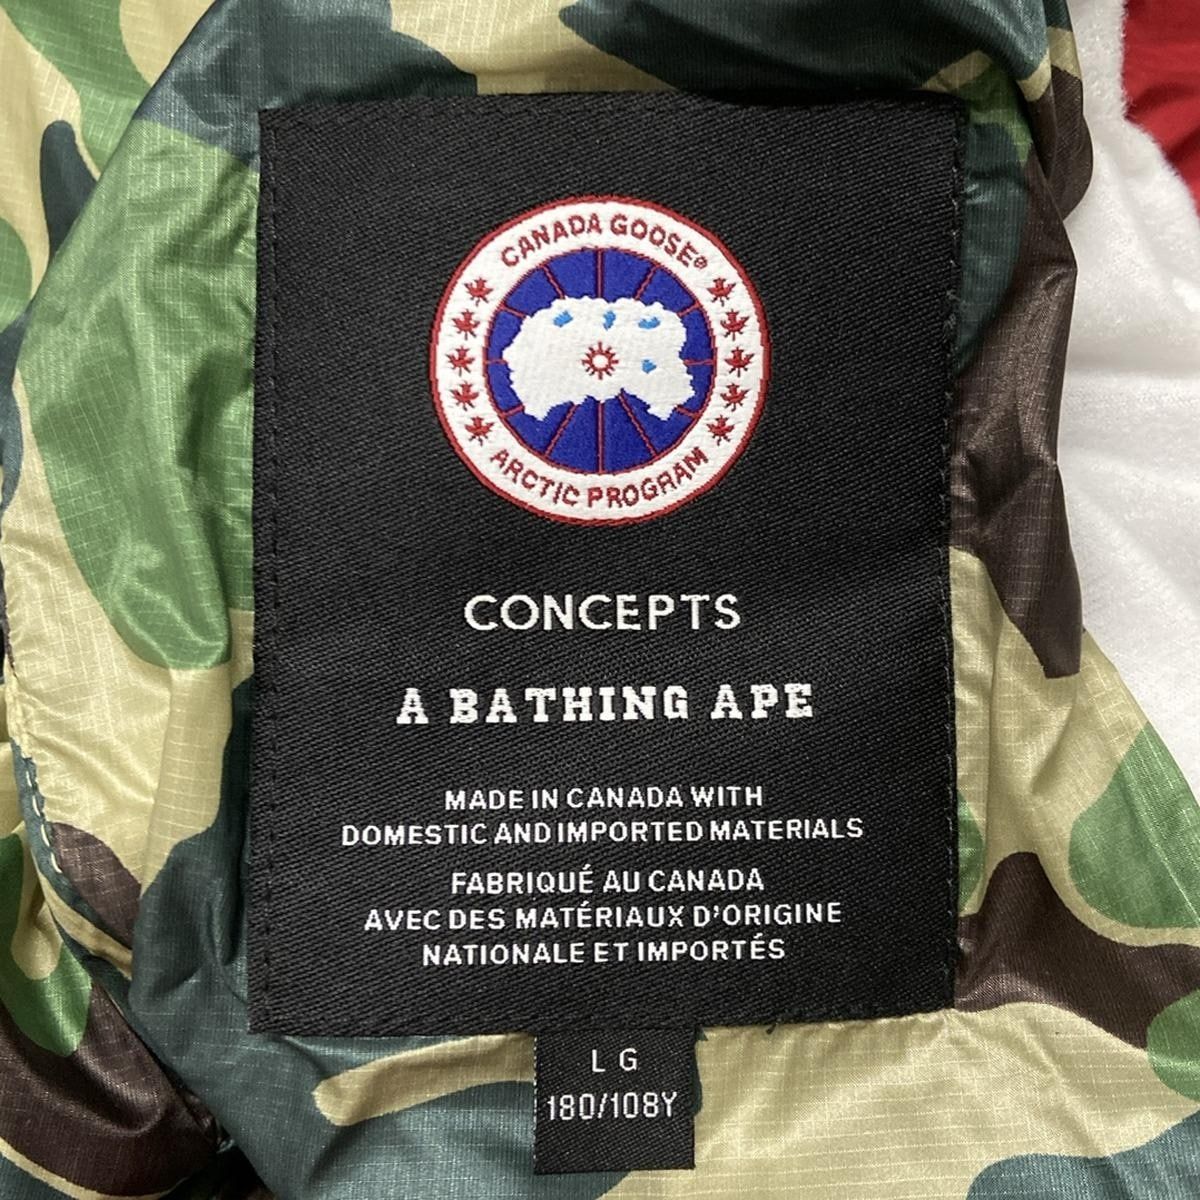 CANADA GOOSE®
ARCTIC PROGRAM
CONCEPTS
A BATHING APE
MADE IN CANADA WITH
DOMESTIC AND IMPORTED MATERIALS
FABRIQUÉ AU CANADA
AVEC DES MATÉRIAUX D'ORIGINE
NATIONALE ET IMPORTÉS
LG
180/108Y